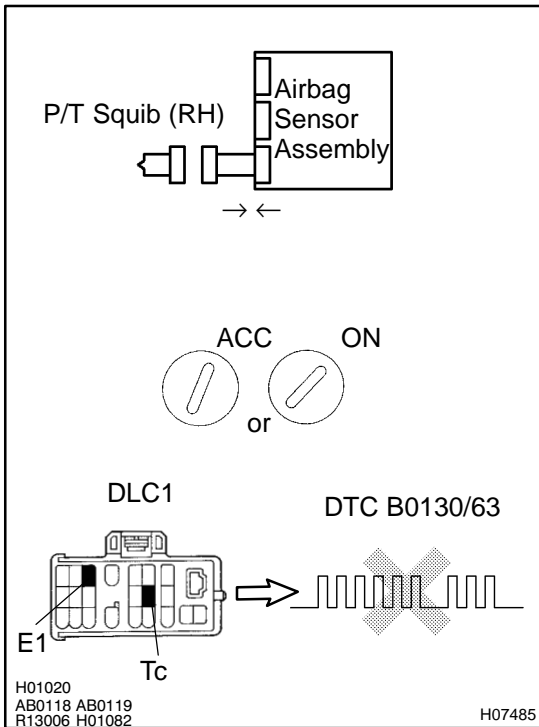 P/T Squib (RH)
Airbag
Sensor
Assembly
ACC
ON
or
DLC1
DTC B0130/63
E1
Tc
H01020
AB0118 AB0119
R13006 H01082
H07485